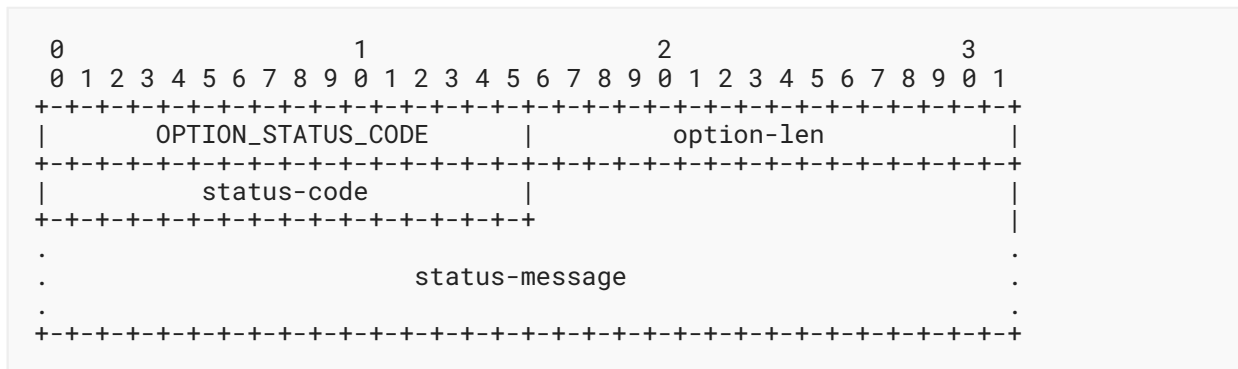 0                   1                   2                   3
 0 1 2 3 4 5 6 7 8 9 0 1 2 3 4 5 6 7 8 9 0 1 2 3 4 5 6 7 8 9 0 1
+-+-+-+-+-+-+-+-+-+-+-+-+-+-+-+-+-+-+-+-+-+-+-+-+-+-+-+-+-+-+-+-+
|       OPTION_STATUS_CODE      |         option-len            |
+-+-+-+-+-+-+-+-+-+-+-+-+-+-+-+-+-+-+-+-+-+-+-+-+-+-+-+-+-+-+-+-+
|          status-code          |                               |
+-+-+-+-+-+-+-+-+-+-+-+-+-+-+-+-+                               |
.                                                               .
.                        status-message                         .
.                                                               .
+-+-+-+-+-+-+-+-+-+-+-+-+-+-+-+-+-+-+-+-+-+-+-+-+-+-+-+-+-+-+-+-+